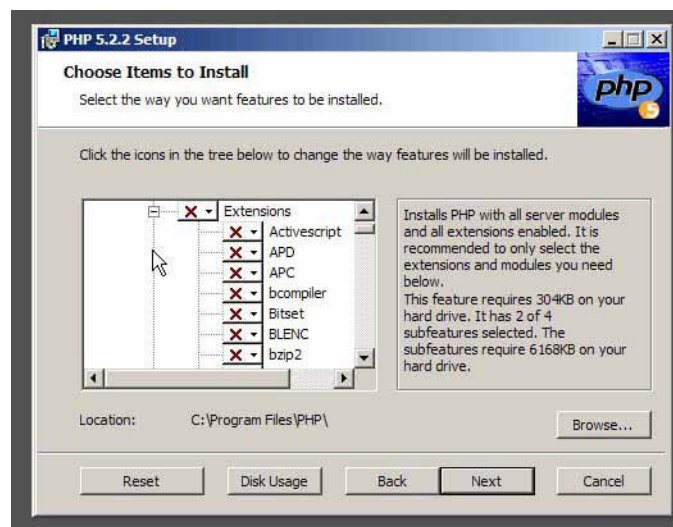 PHP 5.2.2 Setup
Choose Items to Install
Select the way you want features to be installed.
php
5
Click the icons in the tree below to change the way features will be installed.
Extensions
Activescript
APD
APC
bcompiler
Bitset
BLENC
bzip2
Installs PHP with all server modules
and all extensions enabled. It is
recommended to only select the
extensions and modules you need
below.
This feature requires 304KB on your
hard drive. It has 2 of 4
subfeatures selected. The
subfeatures require 6168KB on your
hard drive.
Location: C:\Program Files\PHP\
Browse...
Reset Disk Usage Back Next Cancel